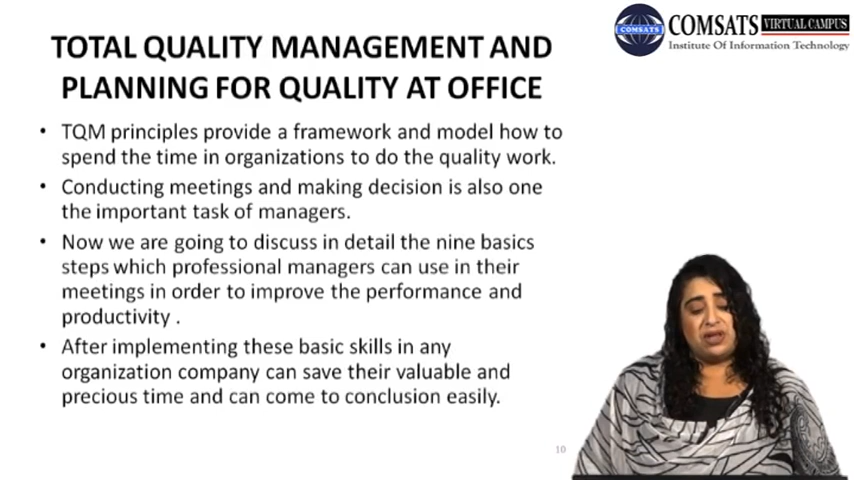 COMSATS
COMSATS VIRTUAL CAMPUS
Institute Of Information Technology
TOTAL QUALITY MANAGEMENT AND
PLANNING FOR QUALITY AT OFFICE
• TQM principles provide a framework and model how to
spend the time in organizations to do the quality work.
• Conducting meetings and making decision is also one
the important task of managers.
• Now we are going to discuss in detail the nine basics
steps which professional managers can use in their
meetings in order to improve the performance and
productivity .
• After implementing these basic skills in any
organization company can save their valuable and
precious time and can come to conclusion easily.
10